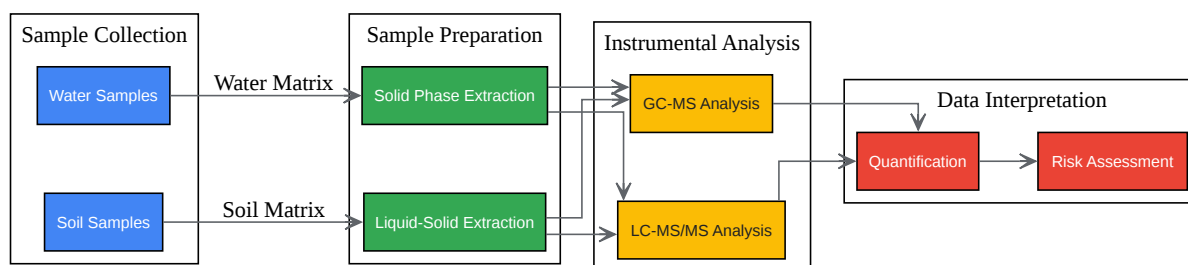 Sample Collection
Water Samples
Soil Samples
Water Matrix
Soil Matrix
Sample Preparation
Solid Phase Extraction
Liquid-Solid Extraction
Instrumental Analysis
GC-MS Analysis
LC-MS/MS Analysis
Data Interpretation
Quantification
Risk Assessment